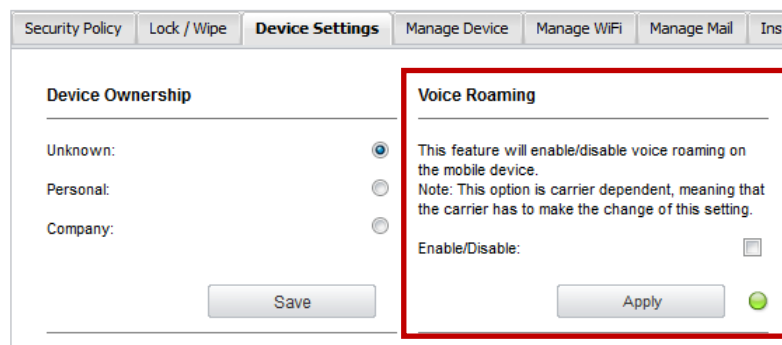 Security Policy
Lock / Wipe
Device Settings
Manage Device
Manage WiFi
Manage Mail
Ins
Device Ownership
Unknown:
Personal:
Company:
Save
Voice Roaming
This feature will enable/disable voice roaming on
the mobile device.
Note: This option is carrier dependent, meaning that
the carrier has to make the change of this setting.
Enable/Disable:
Apply